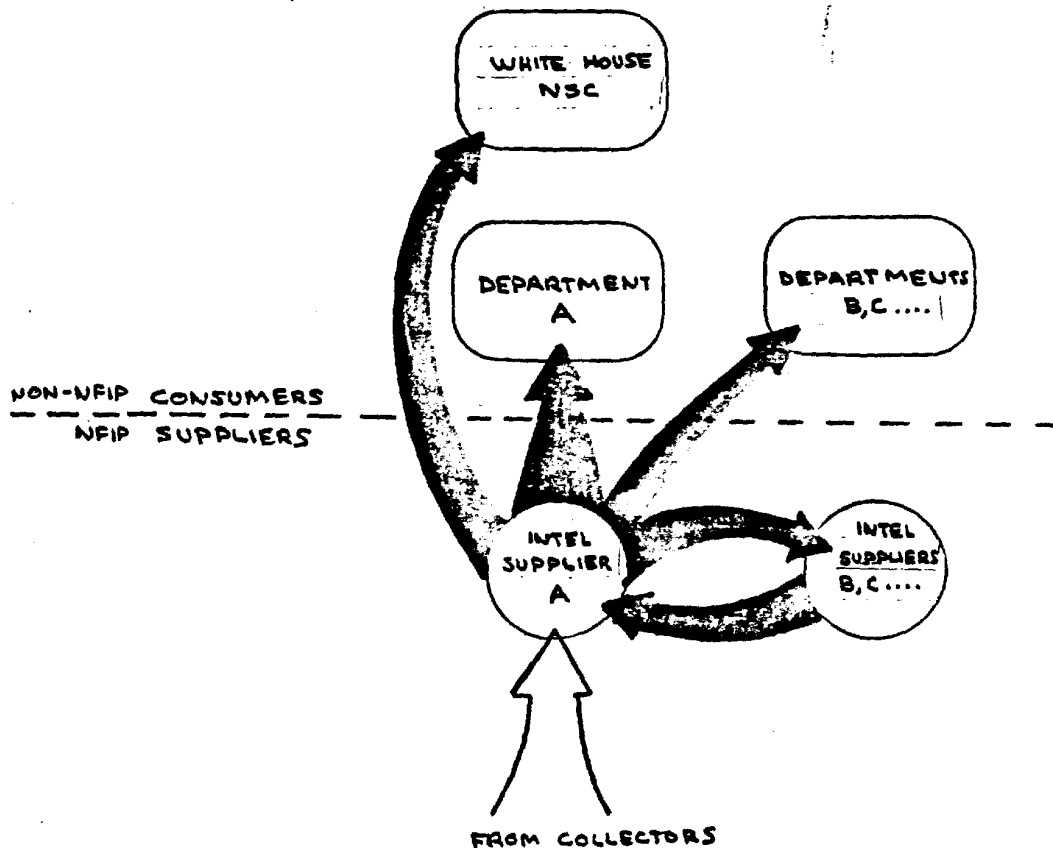 WHITE HOUSE
NSC
DEPARTMENT
A
DEPARTMENTS
B,C ....
NON-NFIP CONSUMERS
NFIP SUPPLIERS
INTEL
SUPPLIER
A
INTEL
SUPPLIERS
B,C ....
FROM COLLECTORS